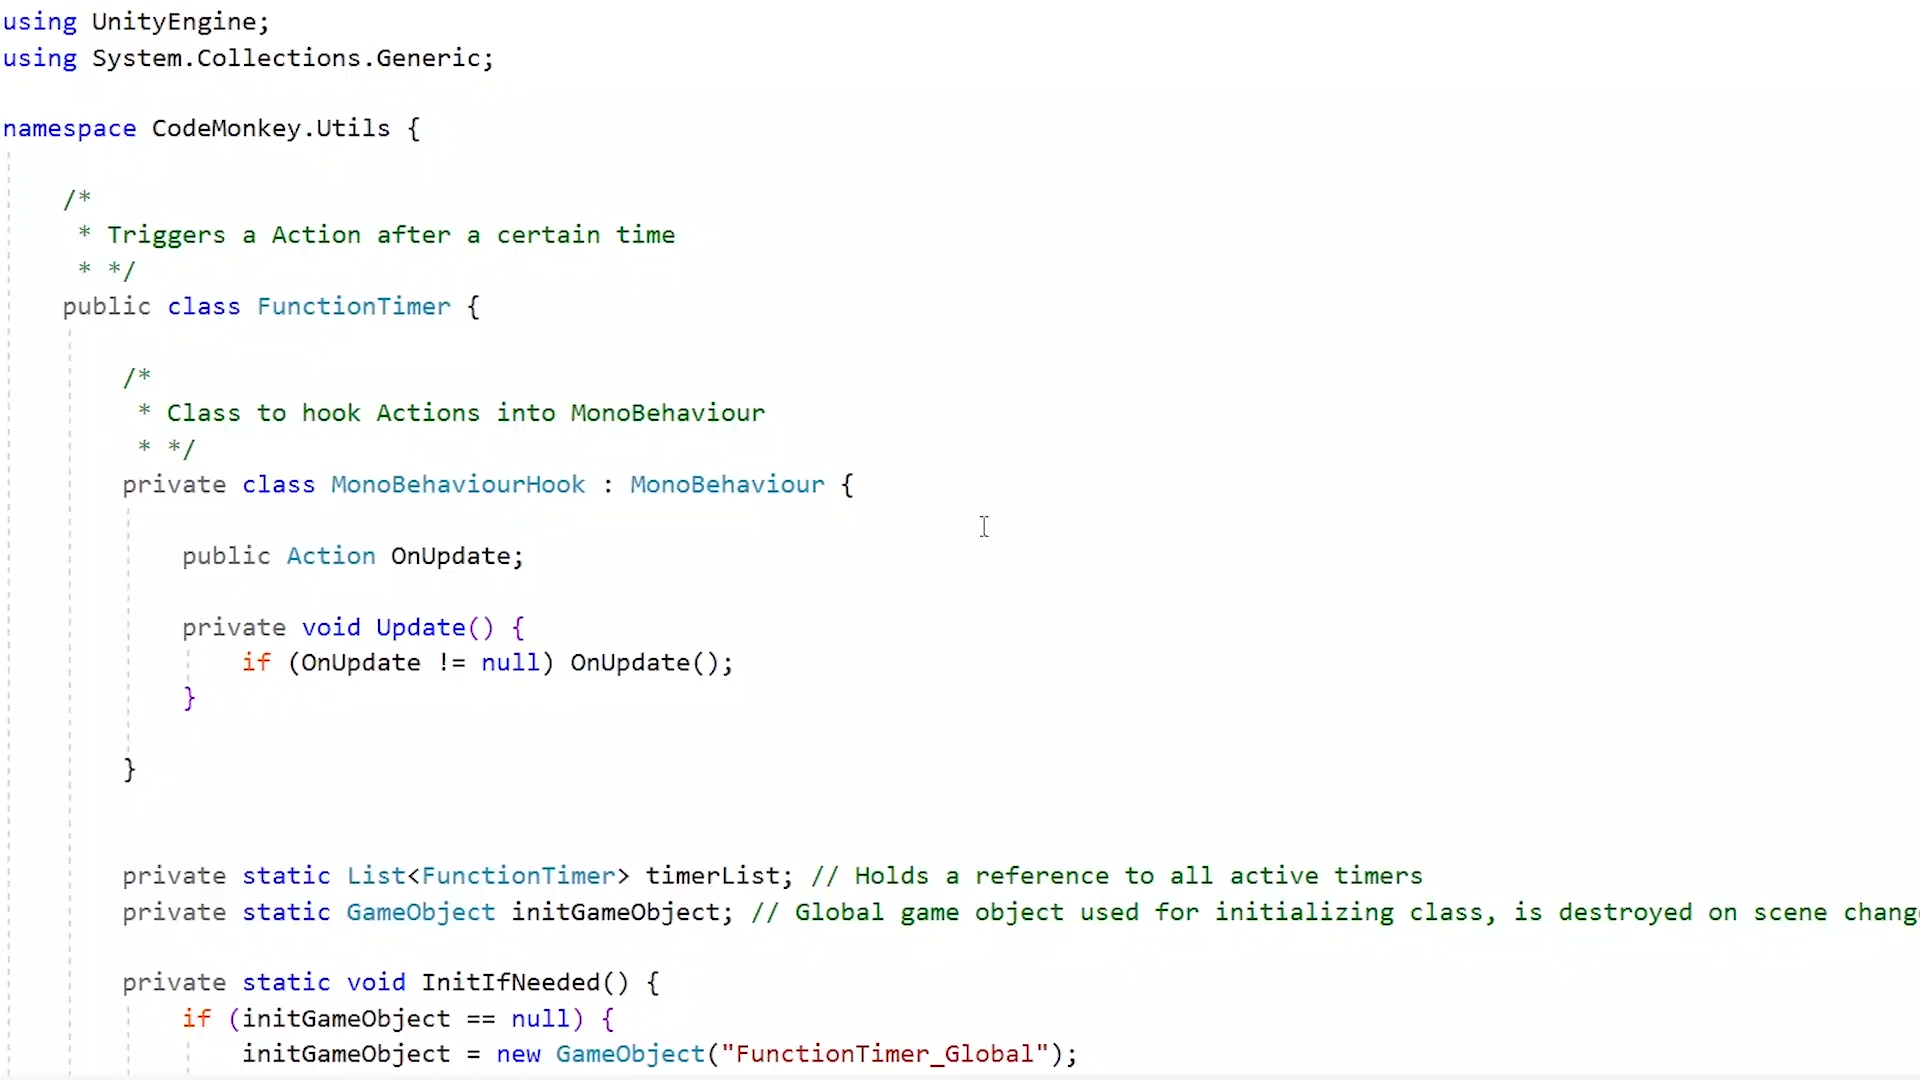 using UnityEngine;
using System.Collections.Generic;
namespace CodeMonkey.Utils {
/*
* Triggers a Action after a certain time
* */
public class FunctionTimer {
/*
* Class to hook Actions into MonoBehaviour
* */
private class MonoBehaviourHook : MonoBehaviour {
public Action OnUpdate;
private void Update() {
if (OnUpdate != null) OnUpdate();
}
}
private static List<FunctionTimer> timerList; // Holds a reference to all active timers
private static GameObject initGameObject; // Global game object used for initializing class, is destroyed on scene chang
private static void InitIfNeeded() {
if (initGameObject == null) {
initGameObject = new GameObject("FunctionTimer_Global");